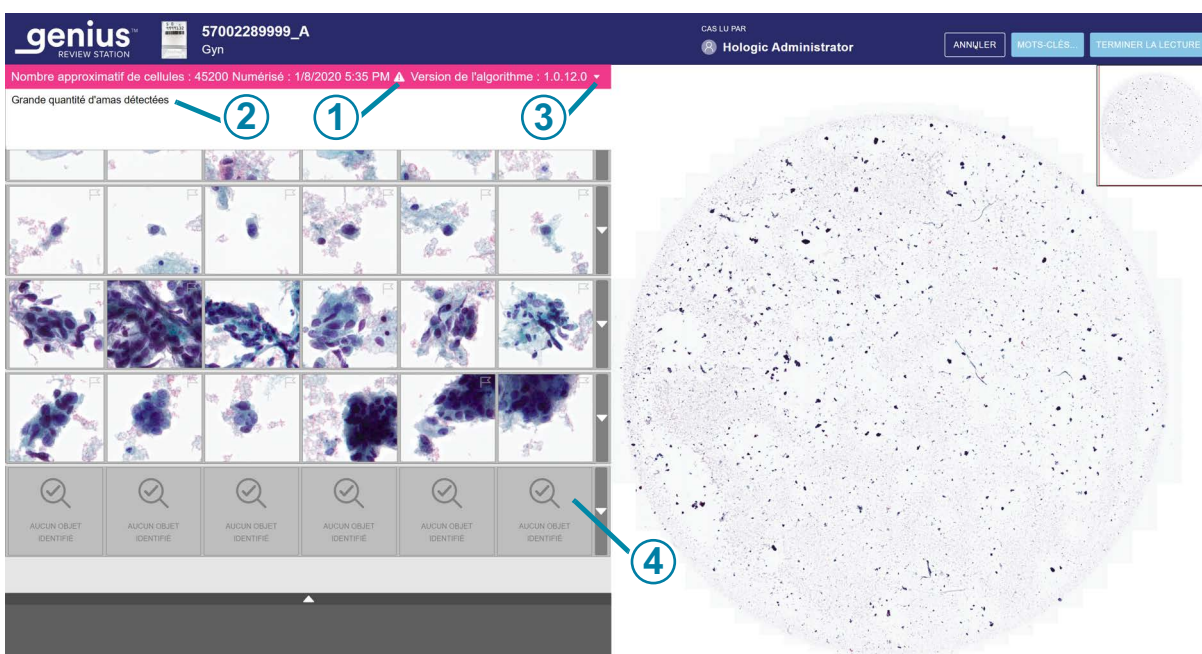 genius™
REVIEW STATION
57002289999_A
Gyn
CAS LU PAR
Hologic Administrator
ANNULER
MOTS-CLÉS...
TERMINER LA LECTURE
Nombre approximatif de cellules : 45200 Numérisé : 1/8/2020 5:35 PM Version de l'algorithme : 1.0.12.0
Grande quantité d'amas détectées
2
1
3
AUCUN OBJET
IDENTIFIÉ
AUCUN OBJET
IDENTIFIÉ
AUCUN OBJET
IDENTIFIÉ
AUCUN OBJET
IDENTIFIÉ
AUCUN OBJET
IDENTIFIÉ
AUCUN OBJET
IDENTIFIÉ
4